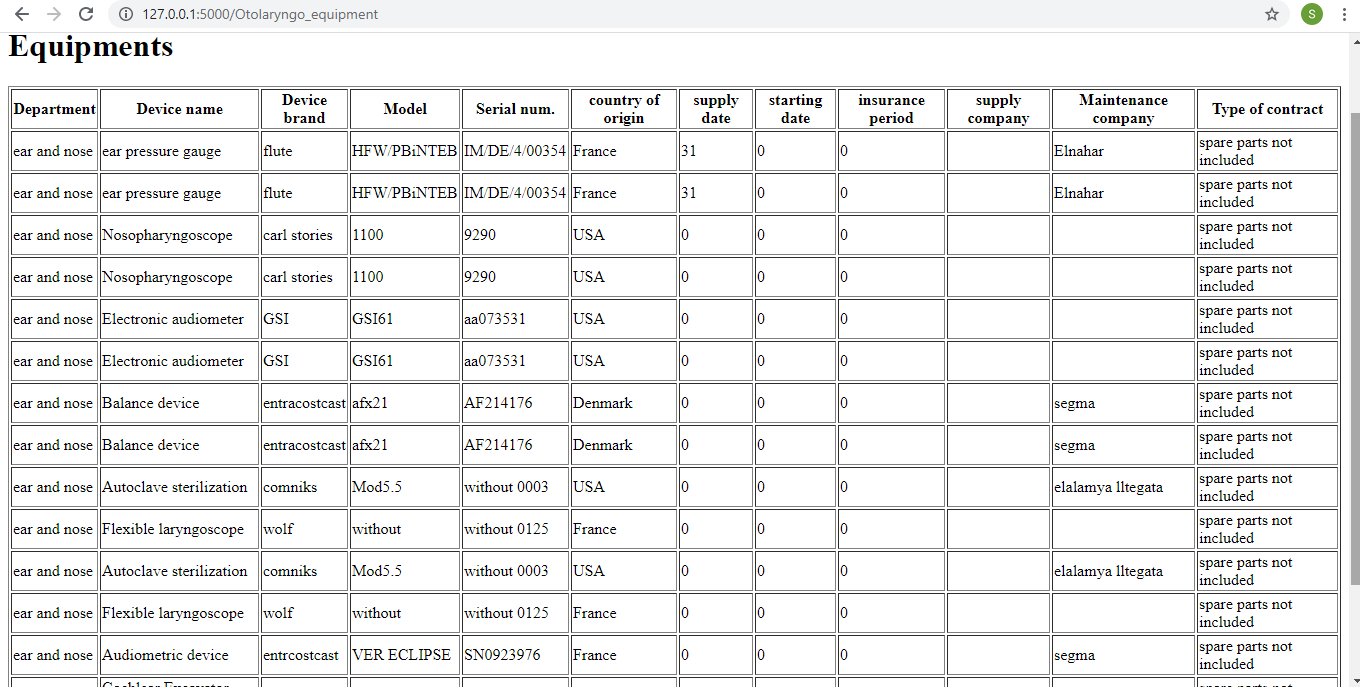 127.0.0.1:5000/Otolaryngo_equipment
S
Equipments
Department Device name Device brand Model Serial num. country of origin supply date starting date insurance period supply company Maintenance company Type of contract
ear and nose ear pressure gauge flute HFW/PBiNTEB IM/DE/4/00354 France 31 0 0 Elnahar spare parts not included
ear and nose ear pressure gauge flute HFW/PBiNTEB IM/DE/4/00354 France 31 0 0 Elnahar spare parts not included
ear and nose Nosopharyngoscope carl stories 1100 9290 USA 0 0 0 spare parts not included
ear and nose Nosopharyngoscope carl stories 1100 9290 USA 0 0 0 spare parts not included
ear and nose Electronic audiometer GSI GSI61 aa073531 USA 0 0 0 spare parts not included
ear and nose Electronic audiometer GSI GSI61 aa073531 USA 0 0 0 spare parts not included
ear and nose Balance device entracostcast afx21 AF214176 Denmark 0 0 0 segma spare parts not included
ear and nose Balance device entracostcast afx21 AF214176 Denmark 0 0 0 segma spare parts not included
ear and nose Autoclave sterilization comniks Mod5.5 without 0003 USA 0 0 0 elalamya lltegata spare parts not included
ear and nose Flexible laryngoscope wolf without without 0125 France 0 0 0 spare parts not included
ear and nose Autoclave sterilization comniks Mod5.5 without 0003 USA 0 0 0 elalamya lltegata spare parts not included
ear and nose Flexible laryngoscope wolf without without 0125 France 0 0 0 spare parts not included
ear and nose Audiometric device entrcostcast VER ECLIPSE SN0923976 France 0 0 0 segma spare parts not included
spare parts not